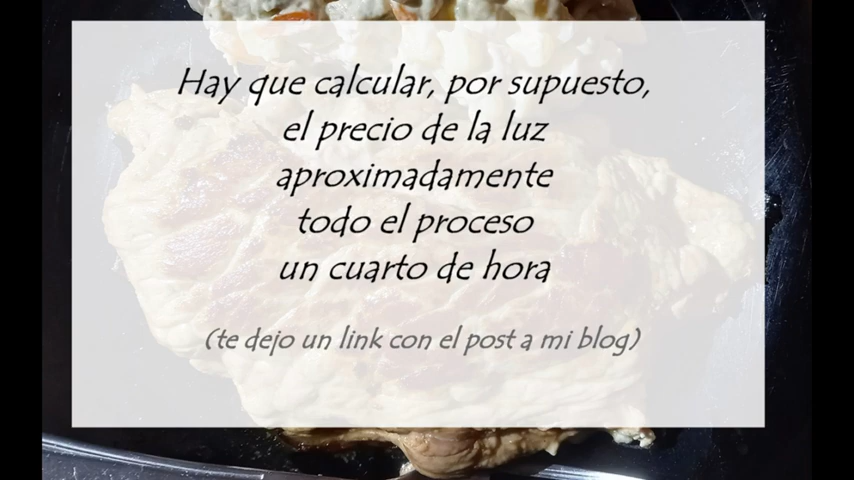 Hay que calcular, por supuesto,
el precio de la luz
aproximadamente
todo el proceso
un cuarto de hora
(te dejo un link con el post a mi blog)